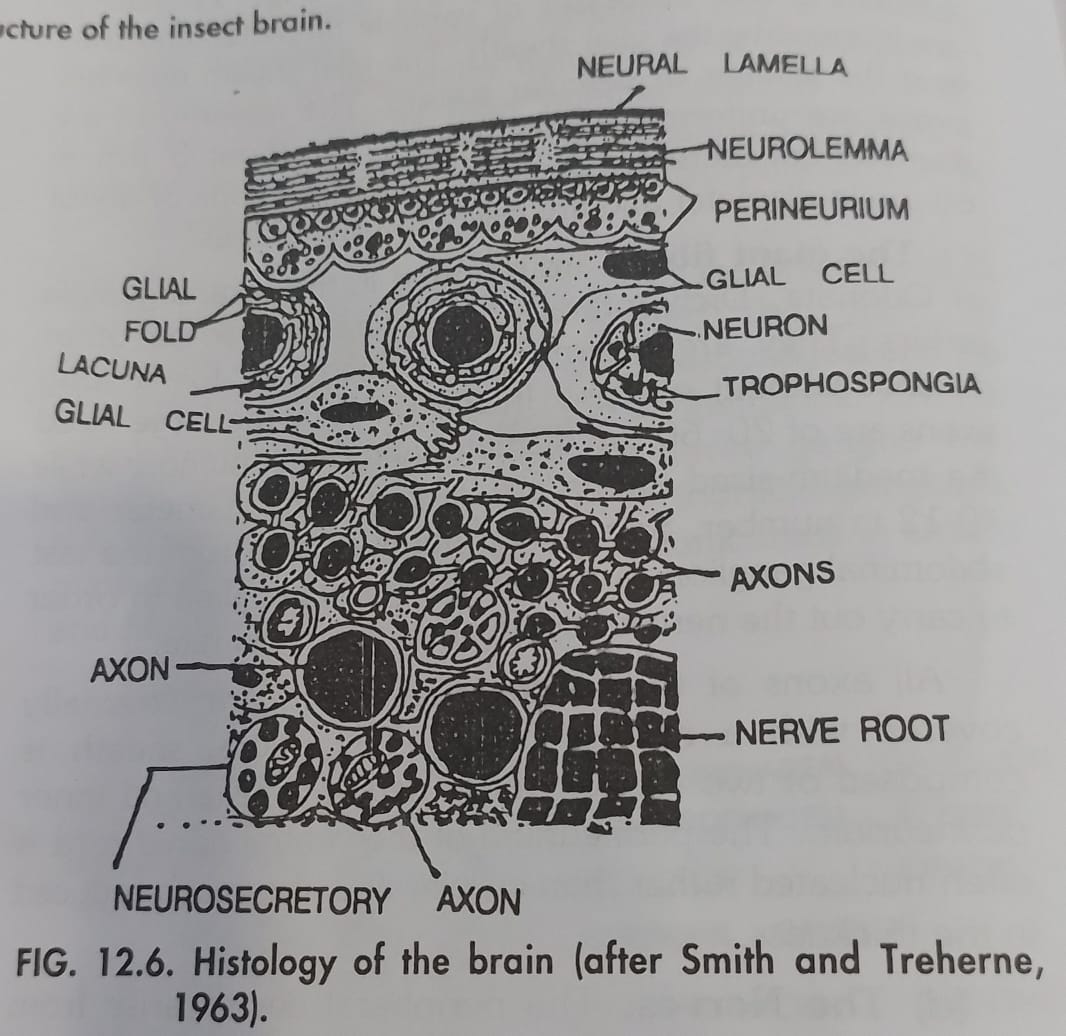 of the insect brain.
NEURAL LAMELLA
NEUROLEMMA
PERINEURIUM
GLIAL CELL
GLIAL
FOLD
NEURON
LACUNA
TROPHOSPONGIA
GLIAL CELL
AXONS
AXON
NERVE ROOT
NEUROSECRETORY AXON
FIG. 12.6. Histology of the brain (after Smith and Treherne,
1963).